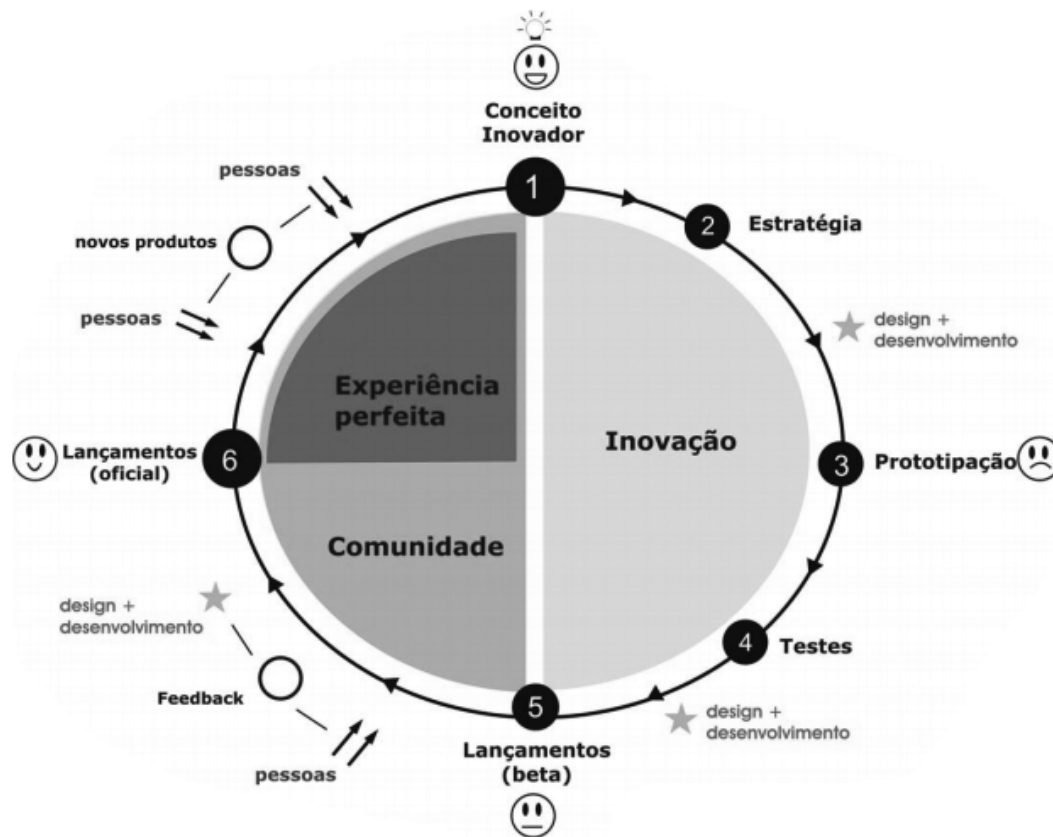 Conceito
Inovador
1
2
Estratégia
design +
desenvolvimento
3
Prototipação
4
Testes
design +
desenvolvimento
5
Lançamentos
(beta)
pessoas
Feedback
design +
desenvolvimento
6
Lançamentos
(oficial)
pessoas
novos produtos
pessoas
Experiência
perfeita
Inovação
Comunidade